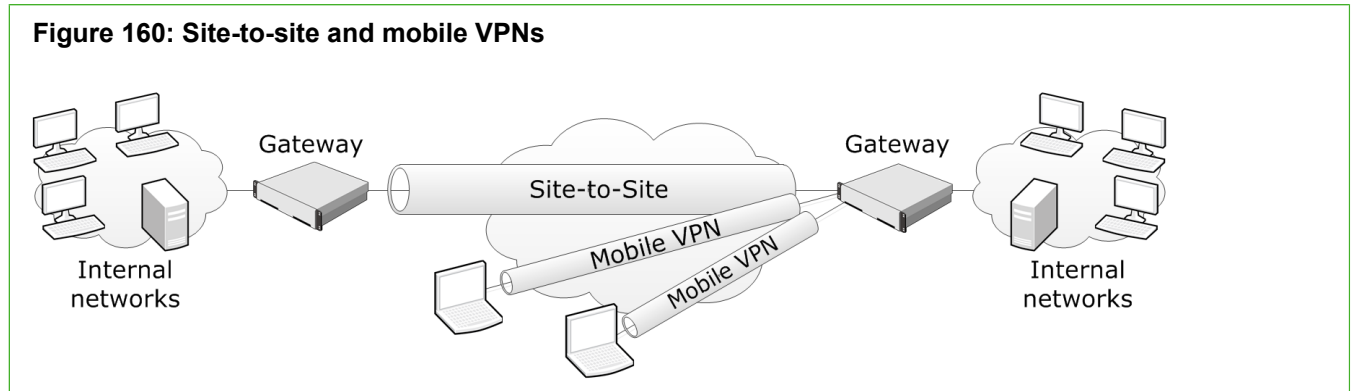 Figure 160: Site-to-site and mobile VPNs
Gateway
Gateway
Site-to-Site
Mobile VPN
Mobile VPN
Internal
networks
Internal
networks